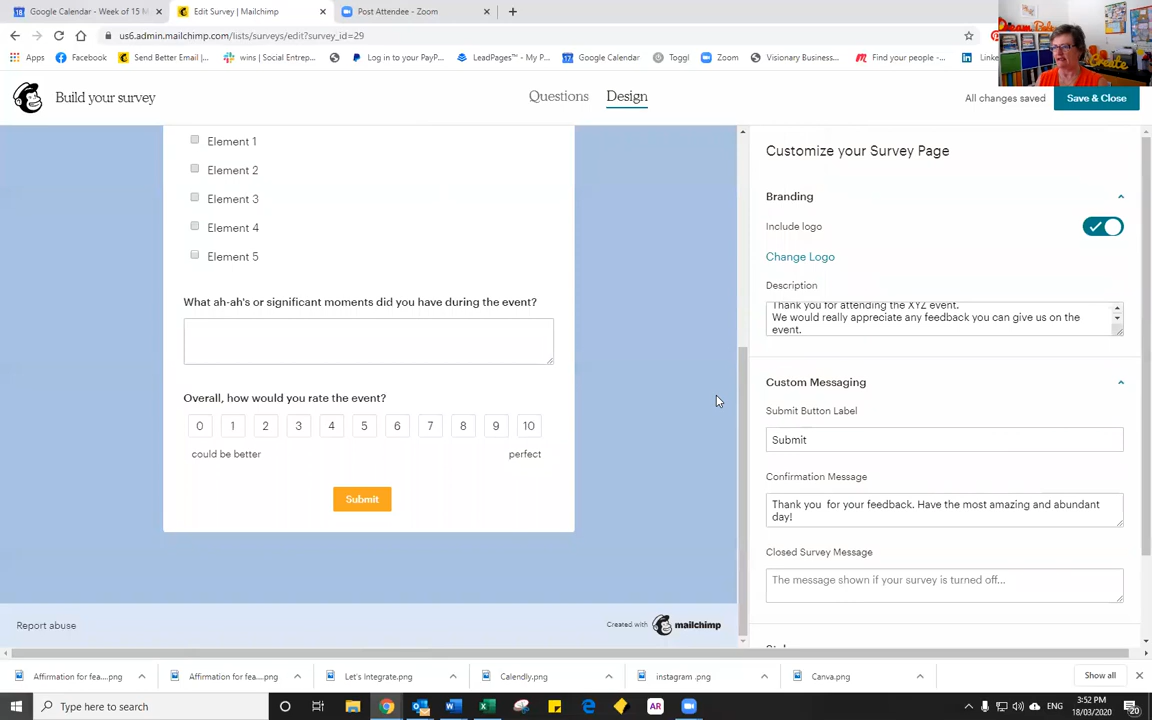 Google Calendar - Week of 15 M
Edit Survey | Mailchimp
Post Attendee - Zoom
us6.admin.mailchimp.com/lists/surveys/edit?survey_id=29
Apps
Facebook
Send Better Email |...
wins | Social Entrep...
Log in to your PayP...
LeadPages™ - My P...
Google Calendar
Toggl
Zoom
Visionary Business...
Find your people -...
Linke
Build your survey
Questions
Design
All changes saved
Save & Close
Element 1
Element 2
Element 3
Element 4
Element 5
What ah-ah's or significant moments did you have during the event?
Overall, how would you rate the event?
0 1 2 3 4 5 6 7 8 9 10
could be better
perfect
Submit
Report abuse
Created with mailchimp
Customize your Survey Page
Branding
Include logo
Change Logo
Description
Thank you for attending the XYZ event.
We would really appreciate any feedback you can give us on the
event.
Custom Messaging
Submit Button Label
Submit
Confirmation Message
Thank you  for your feedback. Have the most amazing and abundant
day!
Closed Survey Message
The message shown if your survey is turned off...
Affirmation for fea....png
Affirmation for fea....png
Let's Integrate.png
Calendly.png
instagram .png
Canva.png
Show all
Type here to search
AR
ENG
3:52 PM
18/03/2020
20